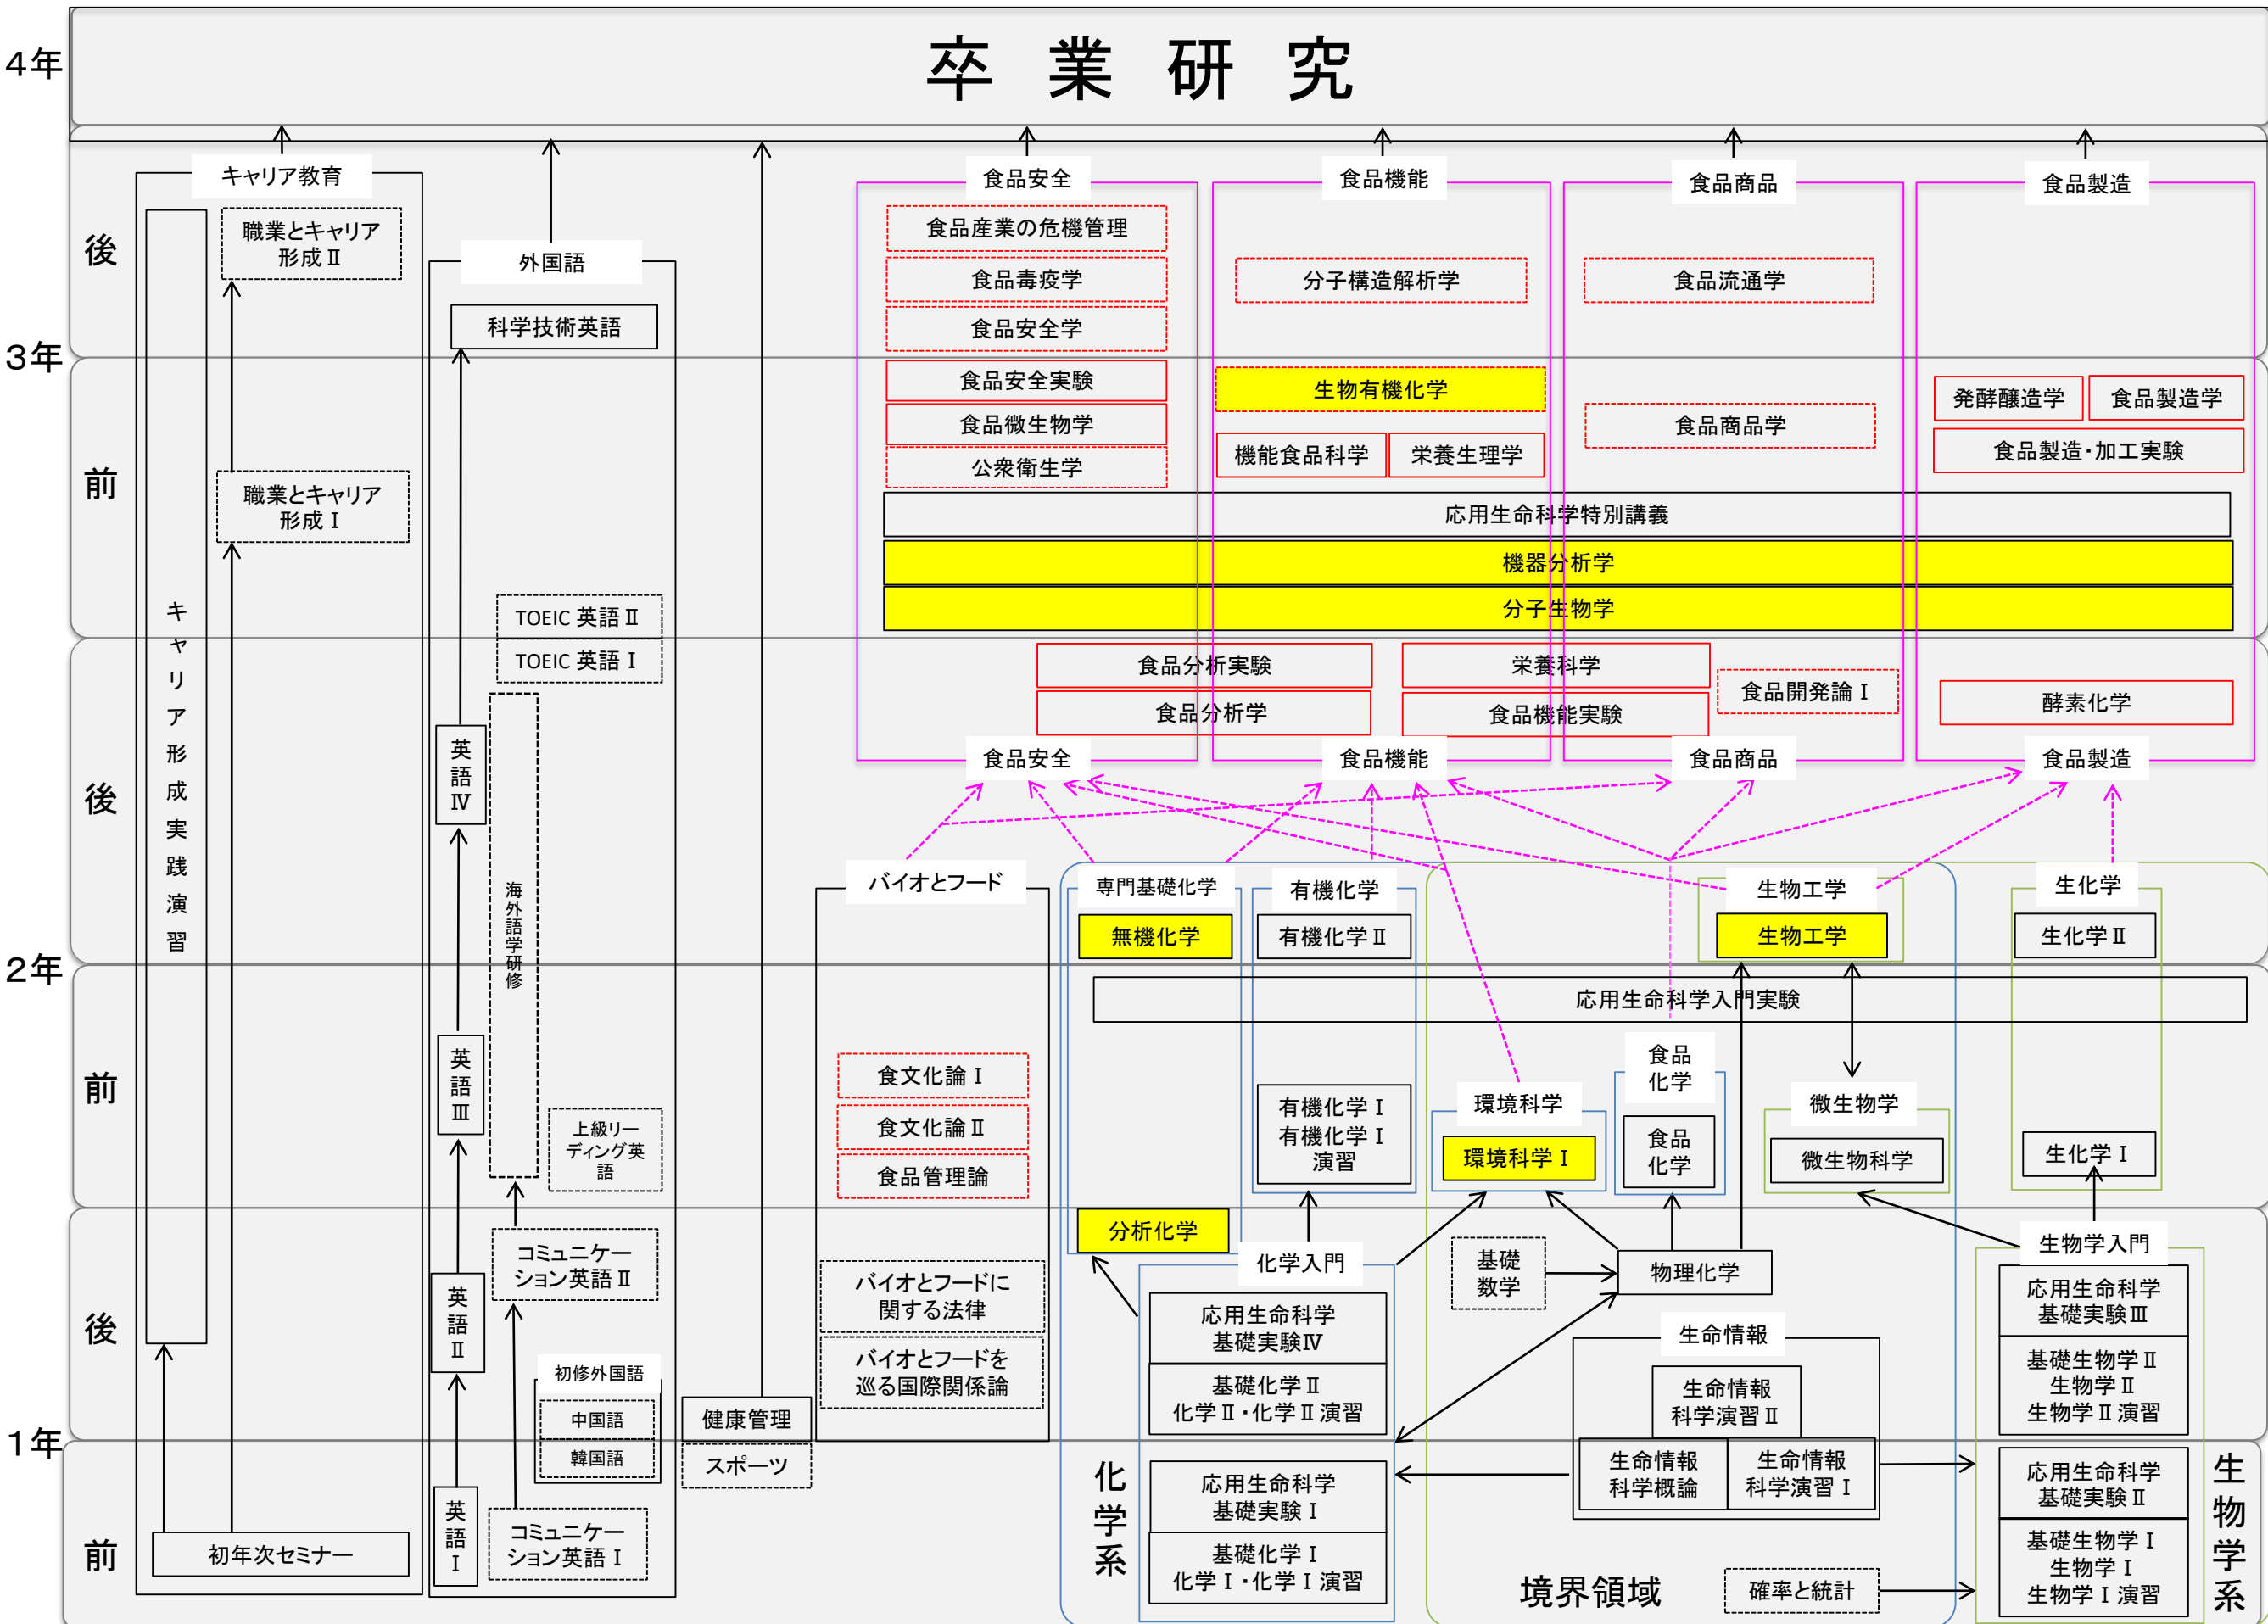 4年
卒業研究
後
キャリア教育
職業とキャリア
形成Ⅱ
外国語
科学技術英語
食品安全
食品産業の危機管理
食品毒疫学
食品安全学
食品機能
分子構造解析学
食品商品
食品流通学
食品製造
3年
前
職業とキャリア
形成Ⅰ
TOEIC 英語Ⅱ
食品安全実験
食品微生物学
公衆衛生学
生物有機化学
機能食品科学
栄養生理学
食品商品学
発酵醸造学
食品製造学
食品製造・加工実験
応用生命科学特別講義
機器分析学
分子生物学
後
キャリア形成実践演習
TOEIC 英語Ⅰ
英語Ⅳ
海外語学研修
食品分析実験
食品分析学
栄養科学
食品機能実験
食品開発論Ⅰ
酵素化学
食品安全
食品機能
食品商品
食品製造
バイオとフード
専門基礎化学
無機化学
有機化学
有機化学Ⅱ
生物工学
生物工学
生化学
生化学Ⅱ
2年
前
応用生命科学入門実験
英語Ⅲ
上級リー
ディング英
語
食文化論Ⅰ
食文化論Ⅱ
食品管理論
有機化学Ⅰ
有機化学Ⅰ
演習
環境科学
環境科学Ⅰ
食品
化学
食品
化学
微生物学
微生物科学
生化学Ⅰ
後
英語Ⅱ
コミュニケー
ション英語Ⅱ
初修外国語
中国語
韓国語
健康管理
バイオとフードに
関する法律
バイオとフードを
巡る国際関係論
分析化学
化学入門
応用生命科学
基礎実験Ⅳ
基礎化学Ⅱ
化学Ⅱ・化学Ⅱ演習
基礎
数学
物理化学
生命情報
生命情報
科学演習Ⅱ
生物学入門
応用生命科学
基礎実験Ⅲ
基礎生物学Ⅱ
生物学Ⅱ
生物学Ⅱ演習
1年
前
初年次セミナー
英語Ⅰ
コミュニケー
ション英語Ⅰ
スポーツ
化学系
応用生命科学
基礎実験Ⅰ
基礎化学Ⅰ
化学Ⅰ・化学Ⅰ演習
生命情報
科学概論
生命情報
科学演習Ⅰ
境界領域
確率と統計
応用生命科学
基礎実験Ⅱ
基礎生物学Ⅰ
生物学Ⅰ
生物学Ⅰ演習
生物学系